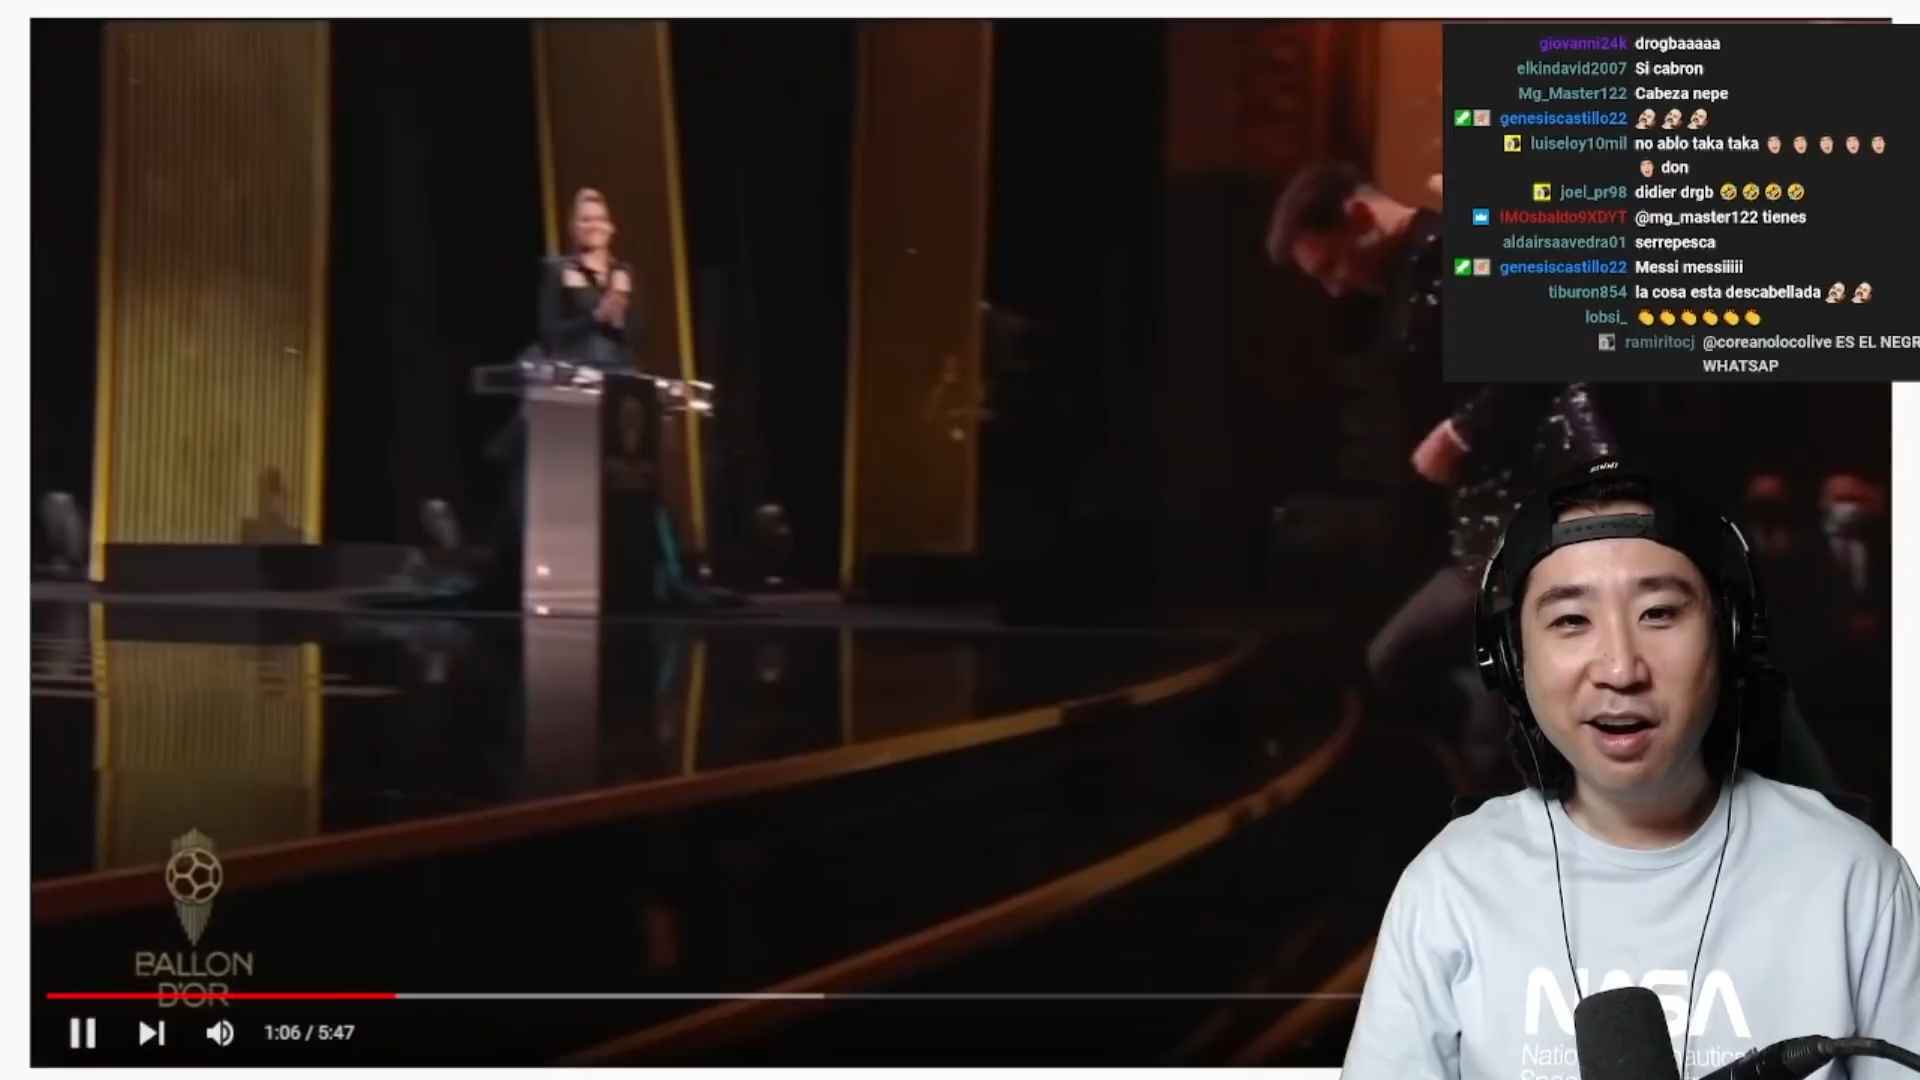 giovanni24k drogbaaaaa
elkindavid2007 Si cabron
Mg_Master122 Cabeza nepe
genesiscastillo22
luiseloy10mil no ablo taka taka
don
joel_pr98 didier drgb 🤣🤣🤣🤣
IMOsbaldo9XDYT @mg_master122 tienes
aldairsaavedra01 serrepesca
genesiscastillo22 Messi messiiiii
tiburon854 la cosa esta descabellada
lobsi_ 👏👏👏👏👏👏
ramiritocj @coreanolocolive ES EL NEGR
WHATSAP
BALLON
D'OR
1:06 / 5:47
NASA